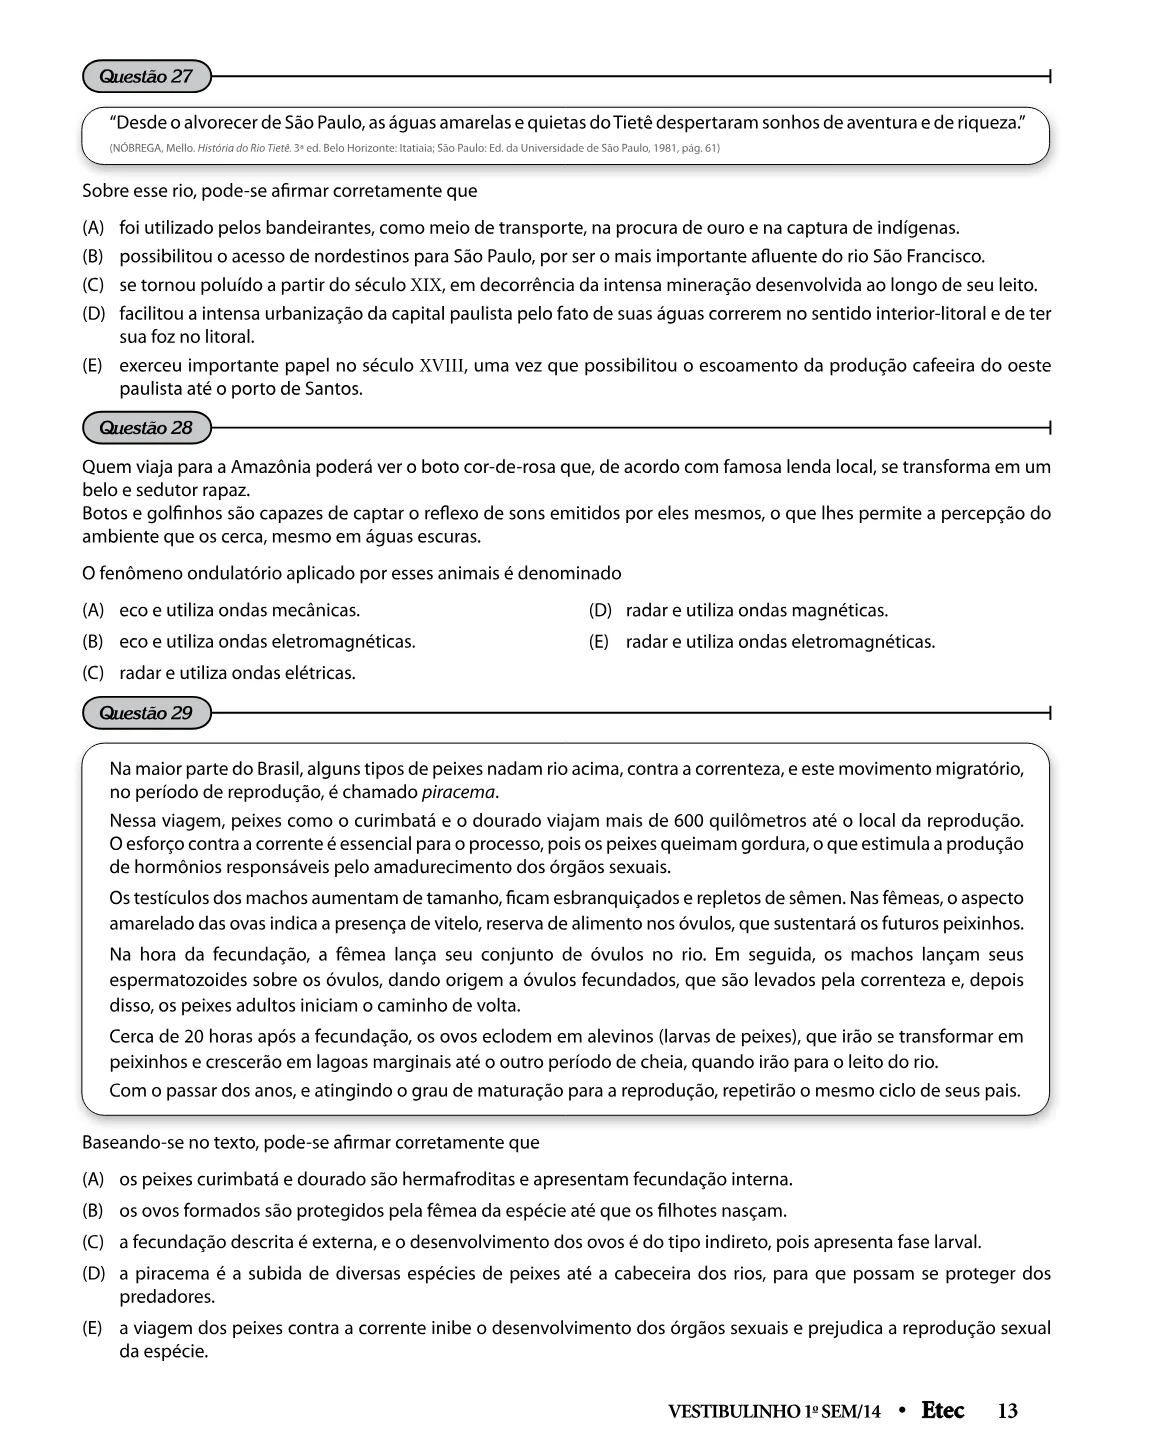 Questão 27
“Desde o alvorecer de São Paulo, as águas amarelas e quietas do Tietê despertaram sonhos de aventura e de riqueza.”
(NÓBREGA, Mello. História do Rio Tietê. 3ª ed. Belo Horizonte: Itatiaia; São Paulo: Ed. da Universidade de São Paulo, 1981, pág. 61)
Sobre esse rio, pode-se afirmar corretamente que
(A) foi utilizado pelos bandeirantes, como meio de transporte, na procura de ouro e na captura de indígenas.
(B) possibilitou o acesso de nordestinos para São Paulo, por ser o mais importante afluente do rio São Francisco.
(C) se tornou poluído a partir do século XIX, em decorrência da intensa mineração desenvolvida ao longo de seu leito.
(D) facilitou a intensa urbanização da capital paulista pelo fato de suas águas correrem no sentido interior-litoral e de ter
sua foz no litoral.
(E) exerceu importante papel no século XVIII, uma vez que possibilitou o escoamento da produção cafeeira do oeste
paulista até o porto de Santos.
Questão 28
Quem viaja para a Amazônia poderá ver o boto cor-de-rosa que, de acordo com famosa lenda local, se transforma em um
belo e sedutor rapaz.
Botos e golfinhos são capazes de captar o reflexo de sons emitidos por eles mesmos, o que lhes permite a percepção do
ambiente que os cerca, mesmo em águas escuras.
O fenômeno ondulatório aplicado por esses animais é denominado
(A) eco e utiliza ondas mecânicas.
(B) eco e utiliza ondas eletromagnéticas.
(C) radar e utiliza ondas elétricas.
(D) radar e utiliza ondas magnéticas.
(E) radar e utiliza ondas eletromagnéticas.
Questão 29
Na maior parte do Brasil, alguns tipos de peixes nadam rio acima, contra a correnteza, e este movimento migratório,
no período de reprodução, é chamado piracema.
Nessa viagem, peixes como o curimbatá e o dourado viajam mais de 600 quilômetros até o local da reprodução.
O esforço contra a corrente é essencial para o processo, pois os peixes queimam gordura, o que estimula a produção
de hormônios responsáveis pelo amadurecimento dos órgãos sexuais.
Os testículos dos machos aumentam de tamanho, ficam esbranquiçados e repletos de sêmen. Nas fêmeas, o aspecto
amarelado das ovas indica a presença de vitelo, reserva de alimento nos óvulos, que sustentará os futuros peixinhos.
Na hora da fecundação, a fêmea lança seu conjunto de óvulos no rio. Em seguida, os machos lançam seus
espermatozoides sobre os óvulos, dando origem a óvulos fecundados, que são levados pela correnteza e, depois
disso, os peixes adultos iniciam o caminho de volta.
Cerca de 20 horas após a fecundação, os ovos eclodem em alevinos (larvas de peixes), que irão se transformar em
peixinhos e crescerão em lagoas marginais até o outro período de cheia, quando irão para o leito do rio.
Com o passar dos anos, e atingindo o grau de maturação para a reprodução, repetirão o mesmo ciclo de seus pais.
Baseando-se no texto, pode-se afirmar corretamente que
(A) os peixes curimbatá e dourado são hermafroditas e apresentam fecundação interna.
(B) os ovos formados são protegidos pela fêmea da espécie até que os filhotes nasçam.
(C) a fecundação descrita é externa, e o desenvolvimento dos ovos é do tipo indireto, pois apresenta fase larval.
(D) a piracema é a subida de diversas espécies de peixes até a cabeceira dos rios, para que possam se proteger dos
predadores.
(E) a viagem dos peixes contra a corrente inibe o desenvolvimento dos órgãos sexuais e prejudica a reprodução sexual
da espécie.
VESTIBULINHO 1º SEM/14 • Etec 13